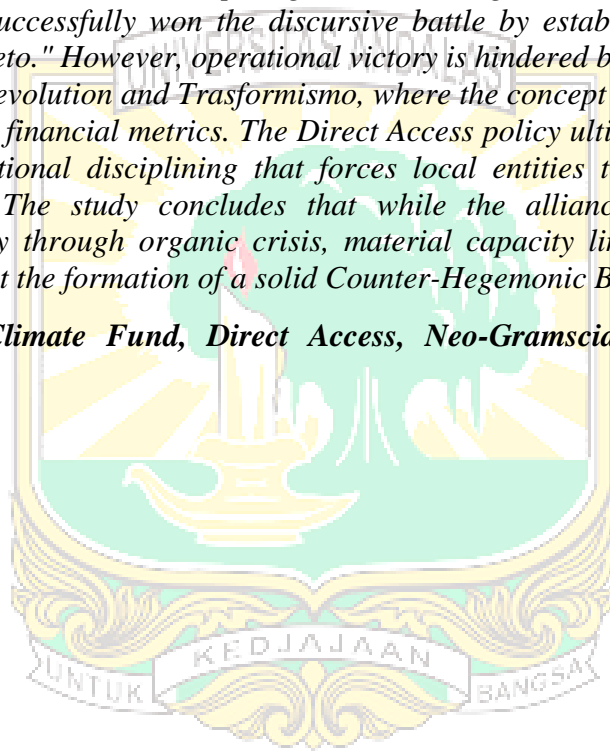 successfully won the discursive battle by estab
eto." However, operational victory is hindered b
evolution and Trasformismo, where the concept
financial metrics. The Direct Access policy ulti
tional disciplining that forces local entities t
The study concludes that while the allianc
y through organic crisis, material capacity li
t the formation of a solid Counter-Hegemonic B
Climate Fund, Direct Access, Neo-Gramscia
UNIVERSITAS ANDALAS
KEDJAJAAN
UNTUK BANGSA